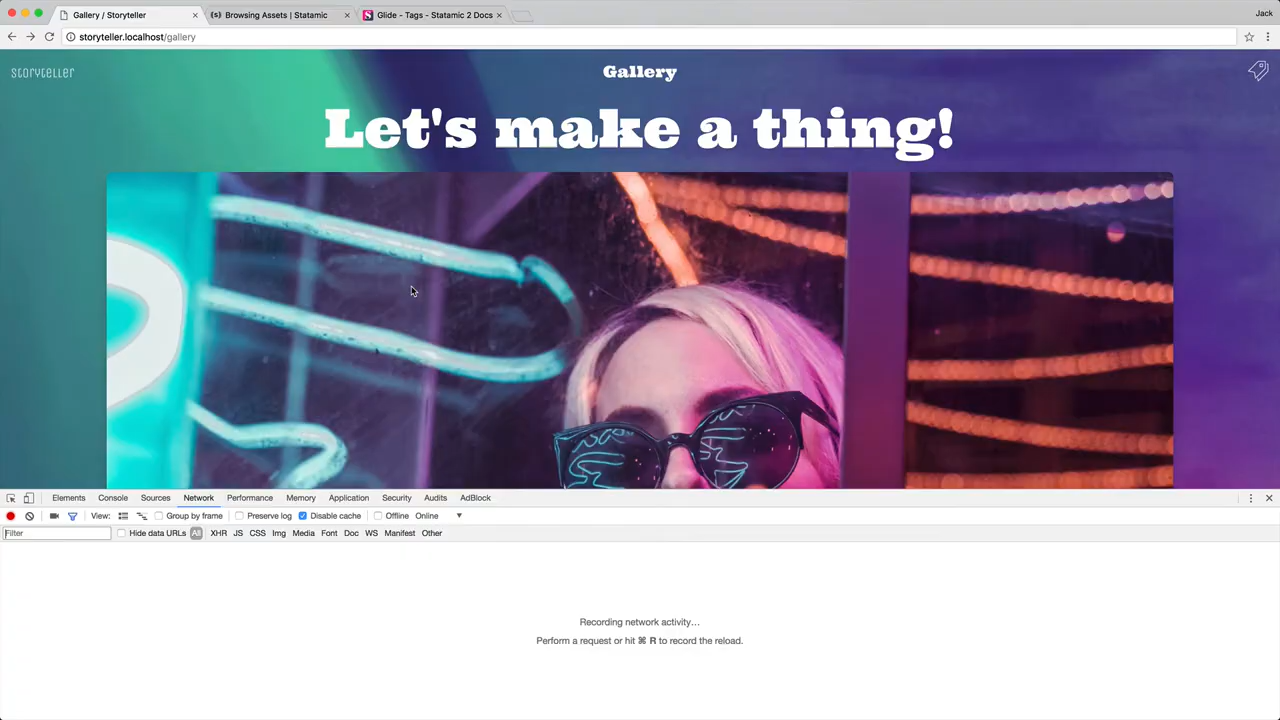 Gallery / Storyteller
Browsing Assets | Statamic
Glide - Tags - Statamic 2 Docs
Jack
storyteller.localhost/gallery
storyteller
Gallery
Let's make a thing!
Elements Console Sources Network Performance Memory Application Security Audits AdBlock
View: Group by frame Preserve log Disable cache Offline Online
Filter Hide data URLs All XHR JS CSS Img Media Font Doc WS Manifest Other
Recording network activity...
Perform a request or hit ⌘ R to record the reload.